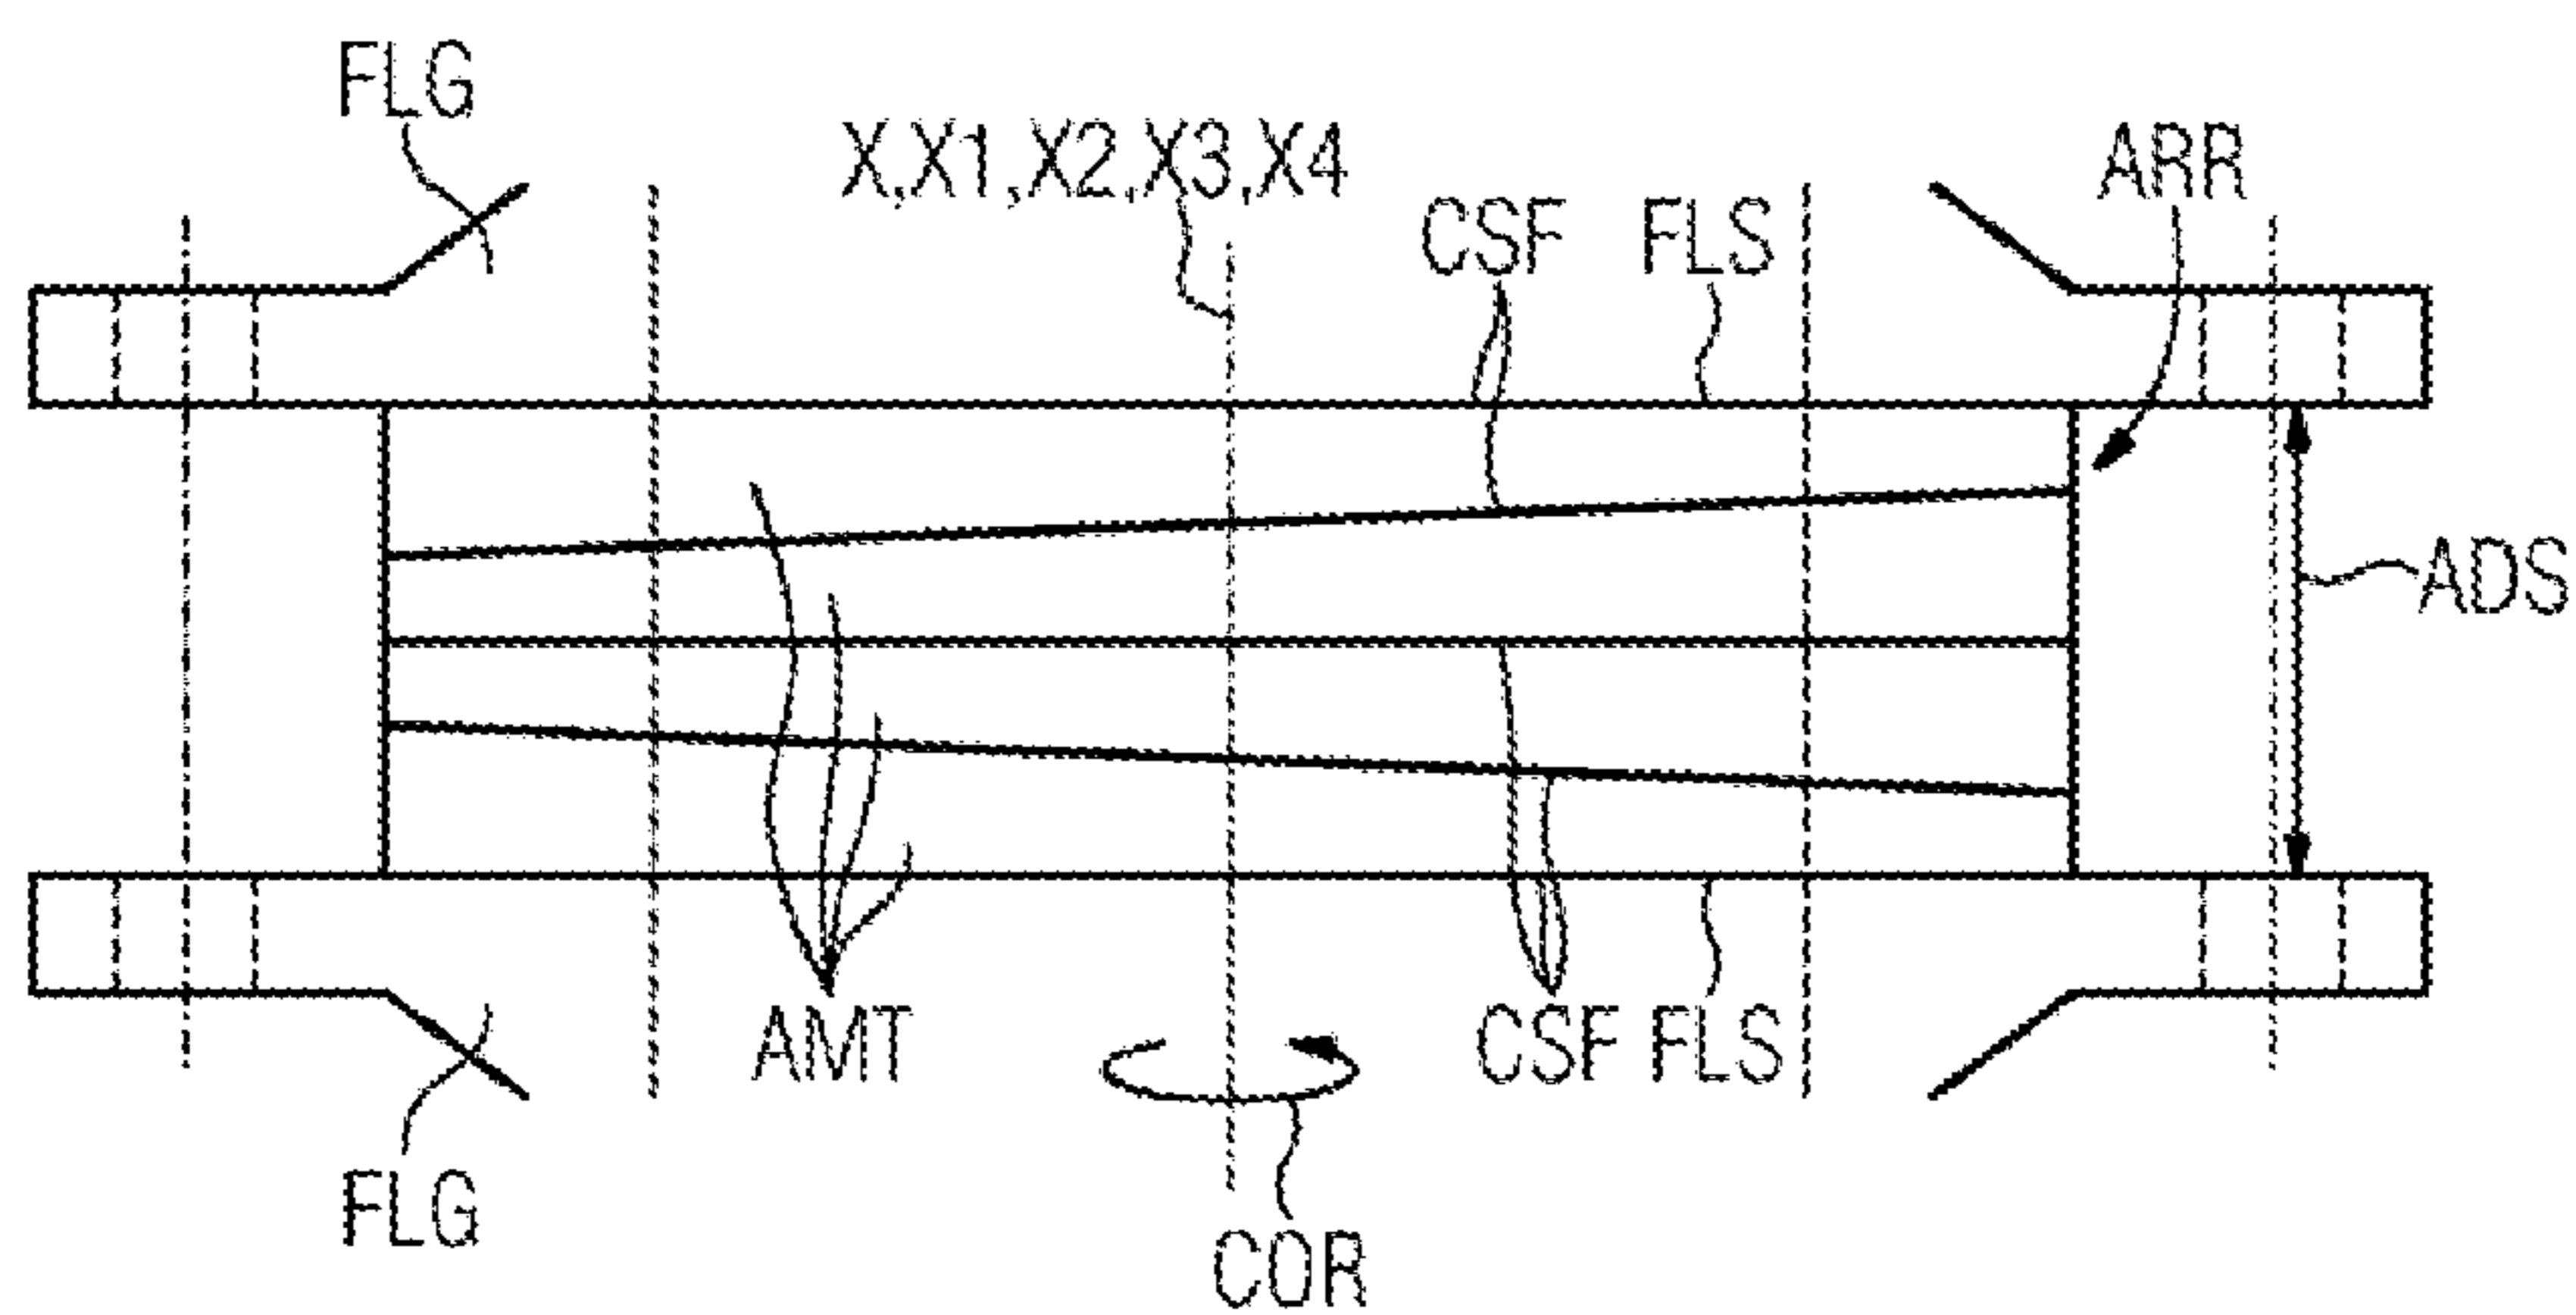 FLG
X,X1,X2,X3,X4
ARR
CSF FLS
ADS
AMT
CSF FLS
FLG
COR